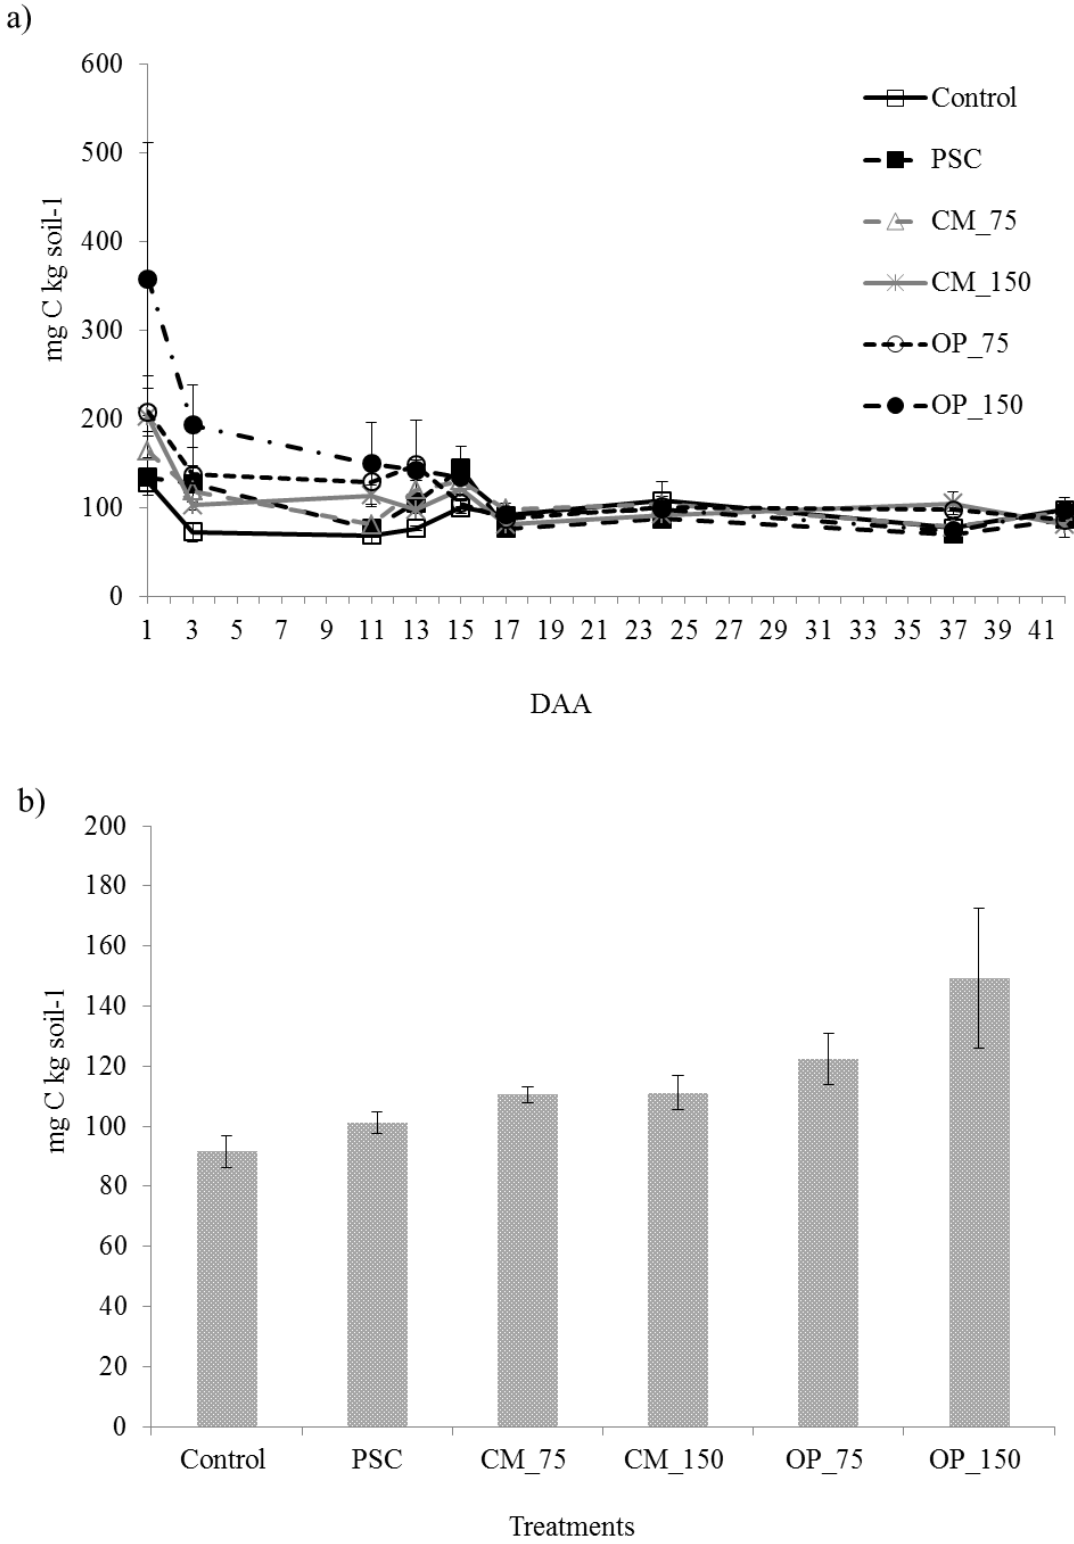 a)
600
500
400
300
200
100
0
mg C kg soil-1
Control
PSC
CM_75
CM_150
OP_75
OP_150
1 3 5 7 9 11 13 15 17 19 21 23 25 27 29 31 33 35 37 39 41
DAA
b)
200
180
160
140
120
100
80
60
40
20
0
mg C kg soil-1
Control PSC CM_75 CM_150 OP_75 OP_150
Treatments